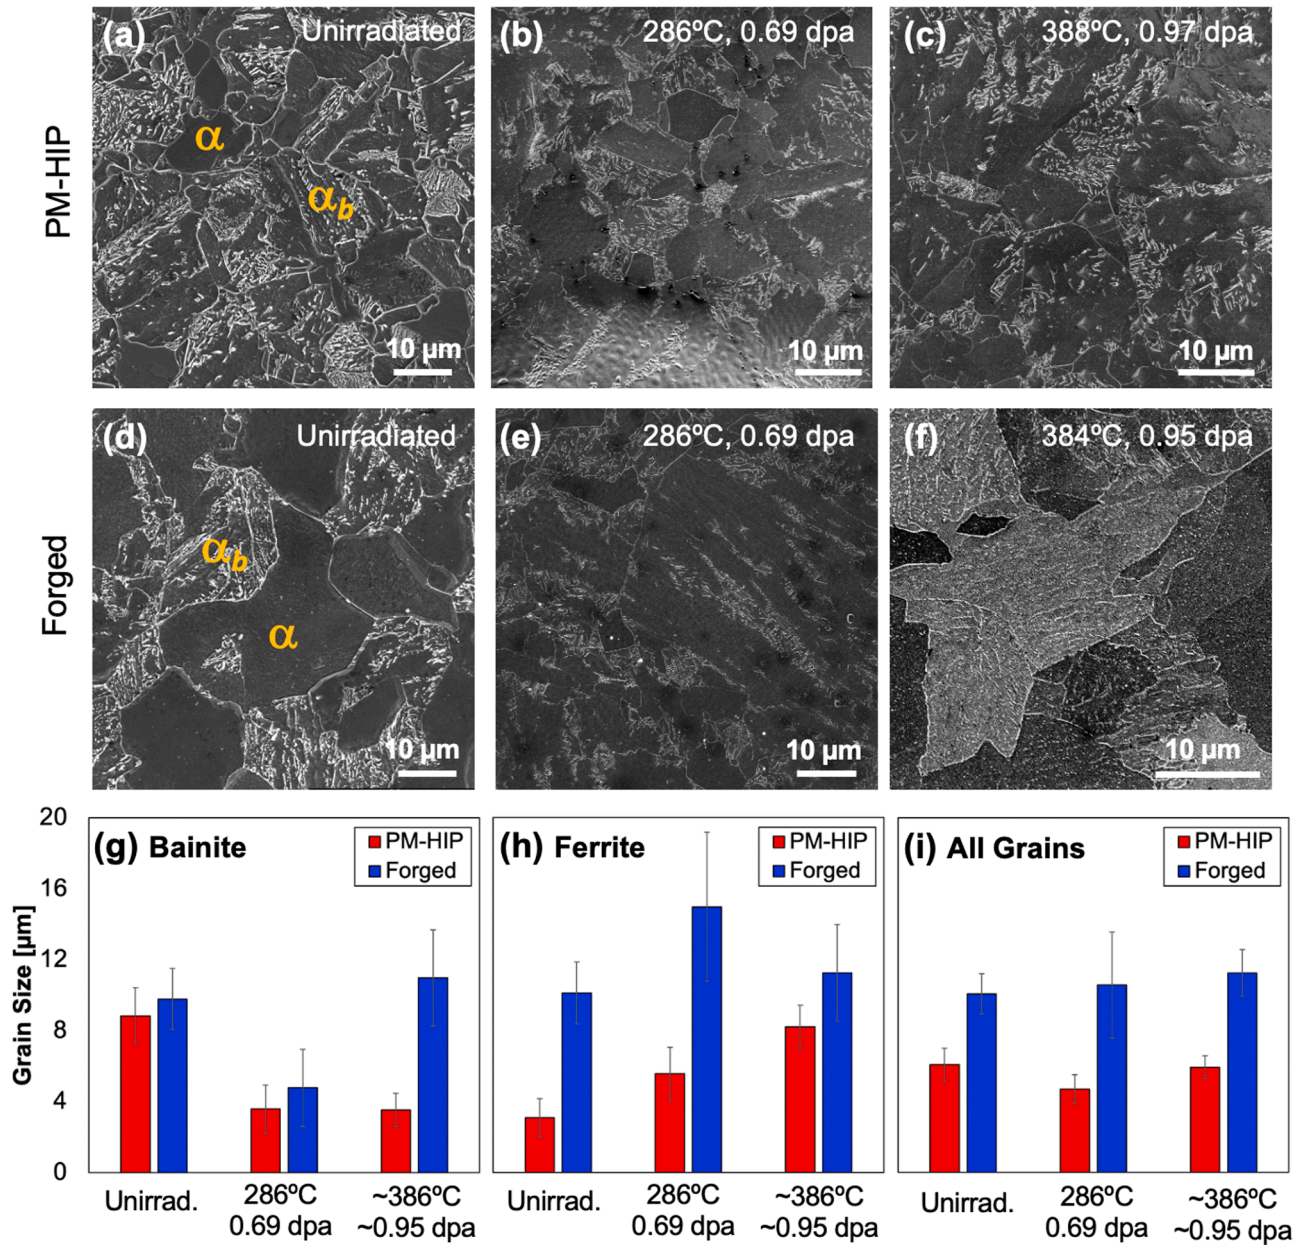 (a) Unirradiated
(b) 286ºC, 0.69 dpa
(c) 388ºC, 0.97 dpa
PM-HIP
α
α_b
10 µm
10 µm
10 µm
(d) Unirradiated
(e) 286ºC, 0.69 dpa
(f) 384ºC, 0.95 dpa
Forged
α_b
α
10 µm
10 µm
10 µm
(g) Bainite
PM-HIP
Forged
(h) Ferrite
PM-HIP
Forged
(i) All Grains
PM-HIP
Forged
Grain Size [µm]
20
16
12
8
4
0
Unirrad.
286ºC
0.69 dpa
~386ºC
~0.95 dpa
Unirrad.
286ºC
0.69 dpa
~386ºC
~0.95 dpa
Unirrad.
286ºC
0.69 dpa
~386ºC
~0.95 dpa